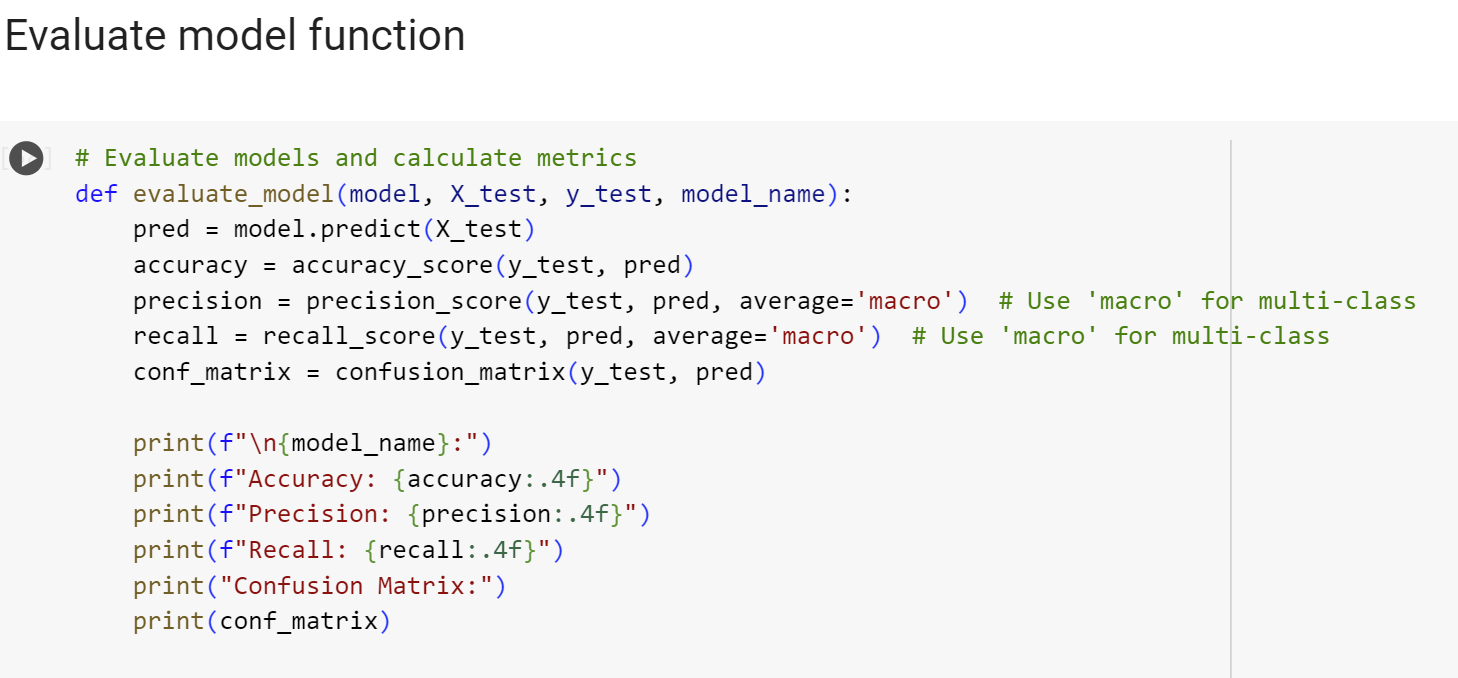 Evaluate model function
# Evaluate models and calculate metrics
def evaluate_model(model, X_test, y_test, model_name):
    pred = model.predict(X_test)
    accuracy = accuracy_score(y_test, pred)
    precision = precision_score(y_test, pred, average='macro')  # Use 'macro' for multi-class
    recall = recall_score(y_test, pred, average='macro')  # Use 'macro' for multi-class
    conf_matrix = confusion_matrix(y_test, pred)

    print(f"\n{model_name}:")
    print(f"Accuracy: {accuracy:.4f}")
    print(f"Precision: {precision:.4f}")
    print(f"Recall: {recall:.4f}")
    print("Confusion Matrix:")
    print(conf_matrix)